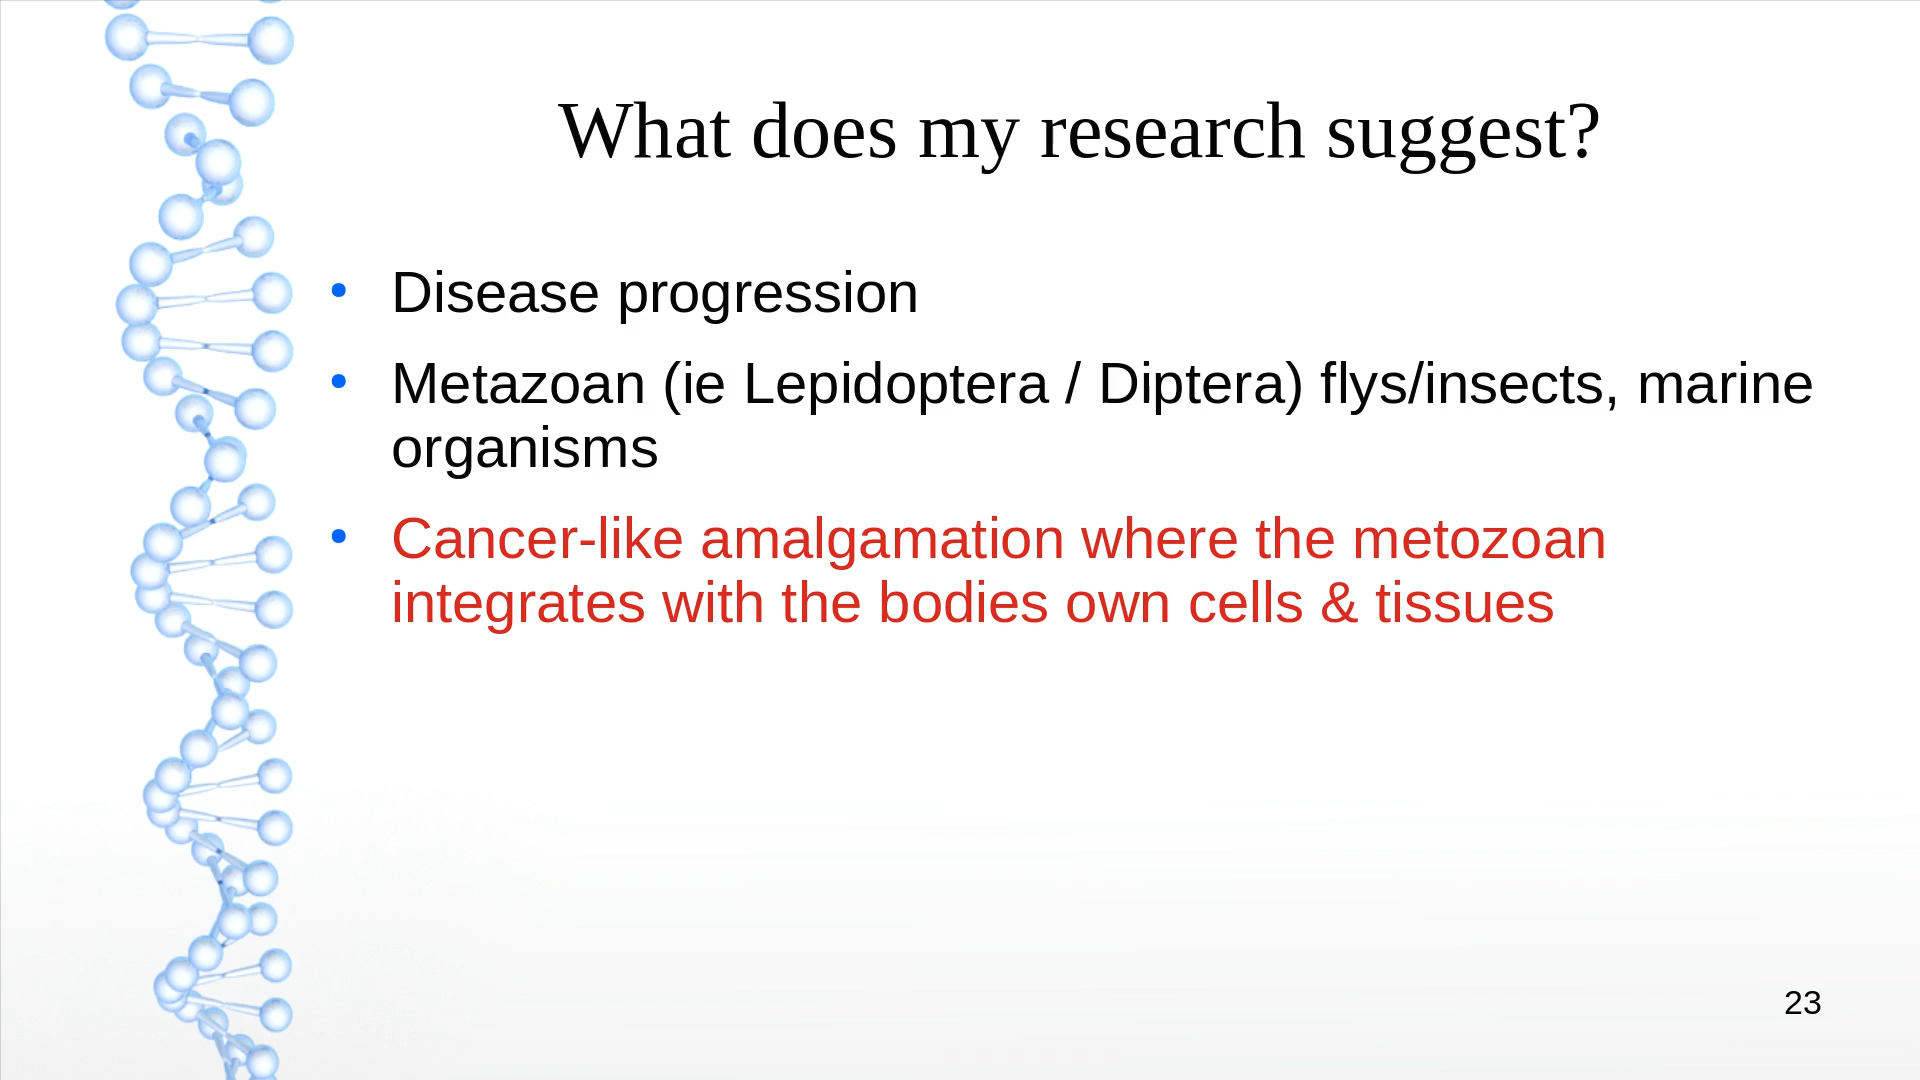 What does my research suggest?
• Disease progression
• Metazoan (ie Lepidoptera / Diptera) flys/insects, marine
organisms
• Cancer-like amalgamation where the metozoan
integrates with the bodies own cells & tissues
23